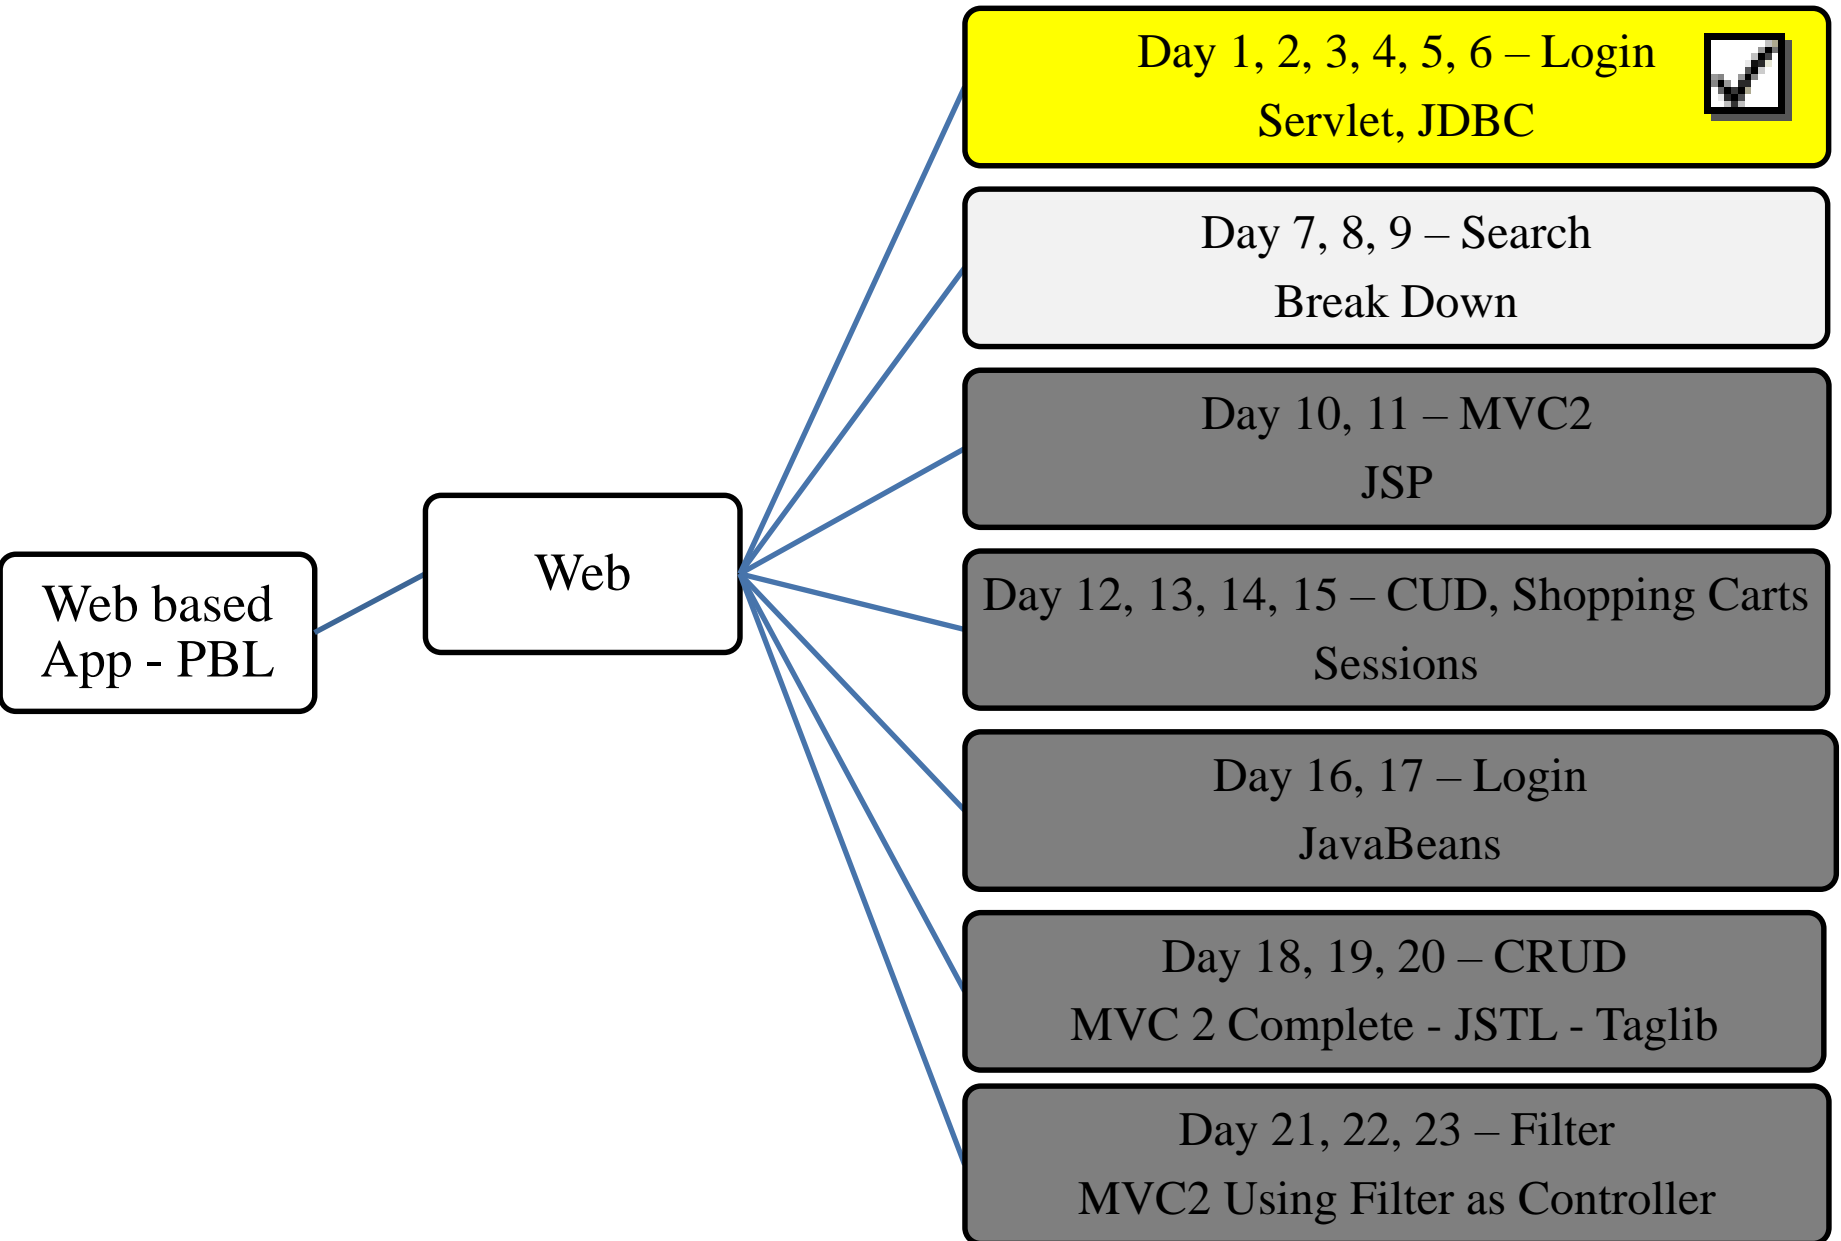 Web based
App - PBL
Web
Day 1, 2, 3, 4, 5, 6 – Login
Servlet, JDBC
Day 7, 8, 9 – Search
Break Down
Day 10, 11 – MVC2
JSP
Day 12, 13, 14, 15 – CUD, Shopping Carts
Sessions
Day 16, 17 – Login
JavaBeans
Day 18, 19, 20 – CRUD
MVC 2 Complete - JSTL - Taglib
Day 21, 22, 23 – Filter
MVC2 Using Filter as Controller